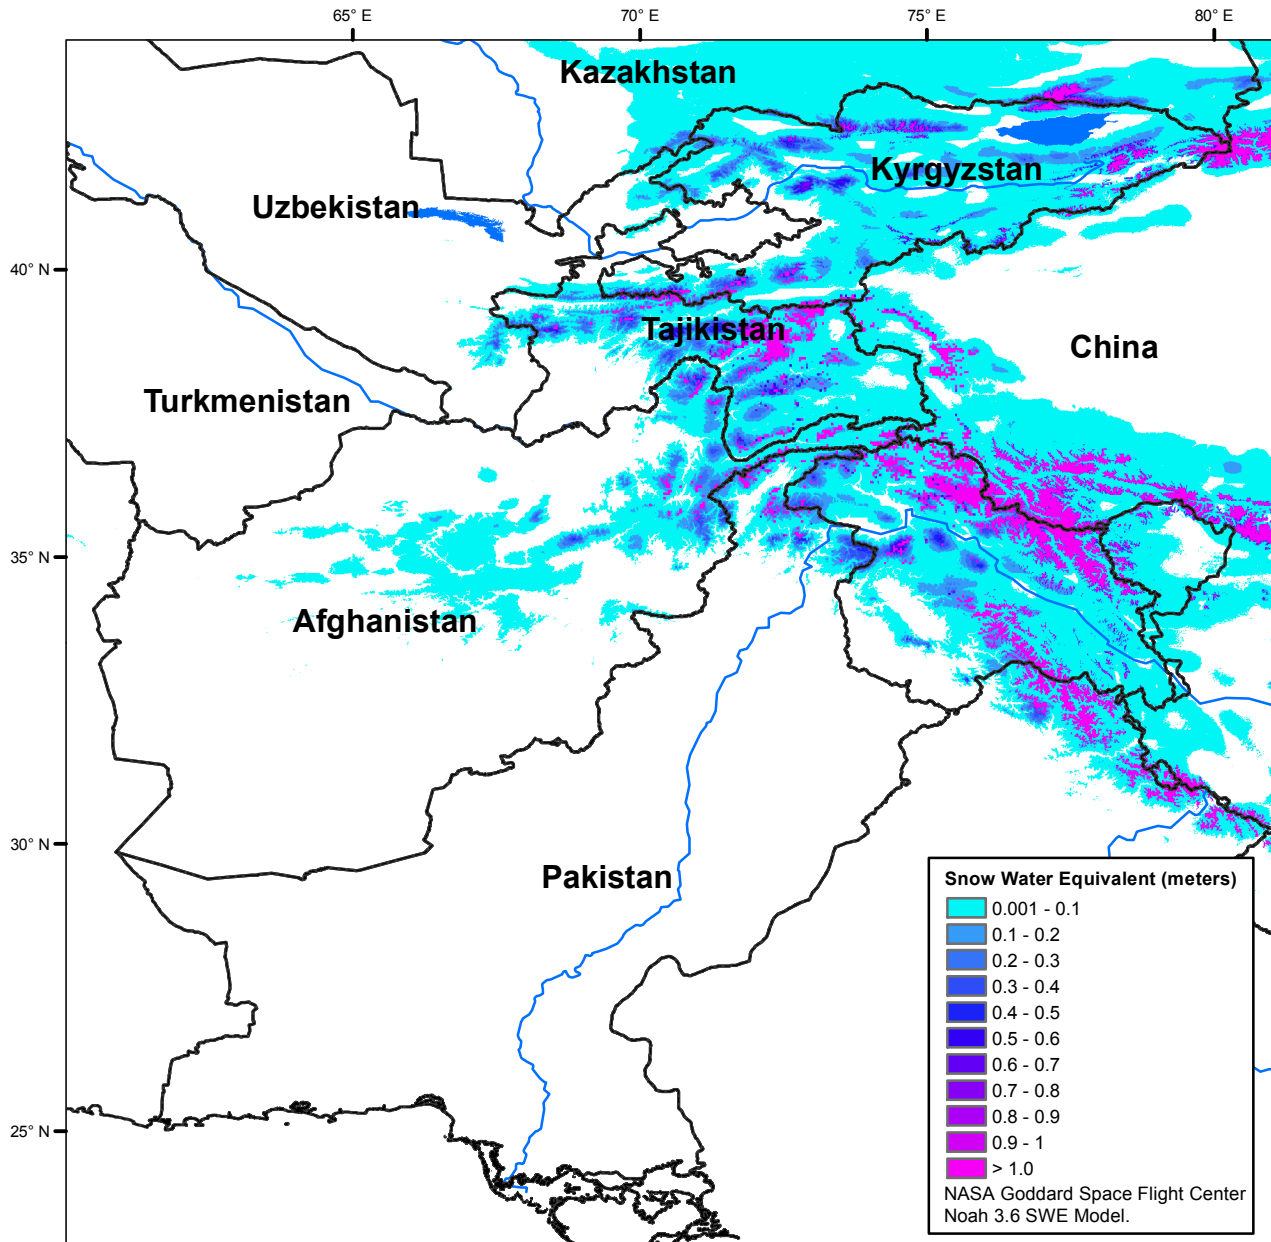 65° E
70° E
75° E
80° E
Kazakhstan
Kyrgyzstan
Uzbekistan
40° N
Tajikistan
China
Turkmenistan
35° N
Afghanistan
30° N
Pakistan
25° N
Snow Water Equivalent (meters)
0.001 - 0.1
0.1 - 0.2
0.2 - 0.3
0.3 - 0.4
0.4 - 0.5
0.5 - 0.6
0.6 - 0.7
0.7 - 0.8
0.8 - 0.9
0.9 - 1
> 1.0
NASA Goddard Space Flight Center
Noah 3.6 SWE Model.